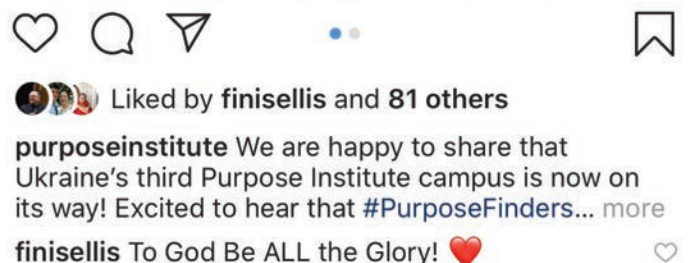 Liked by finisellis and 81 others
purposeinstitute We are happy to share that
Ukraine's third Purpose Institute campus is now on
its way! Excited to hear that #PurposeFinders... more
finisellis To God Be ALL the Glory! ❤️